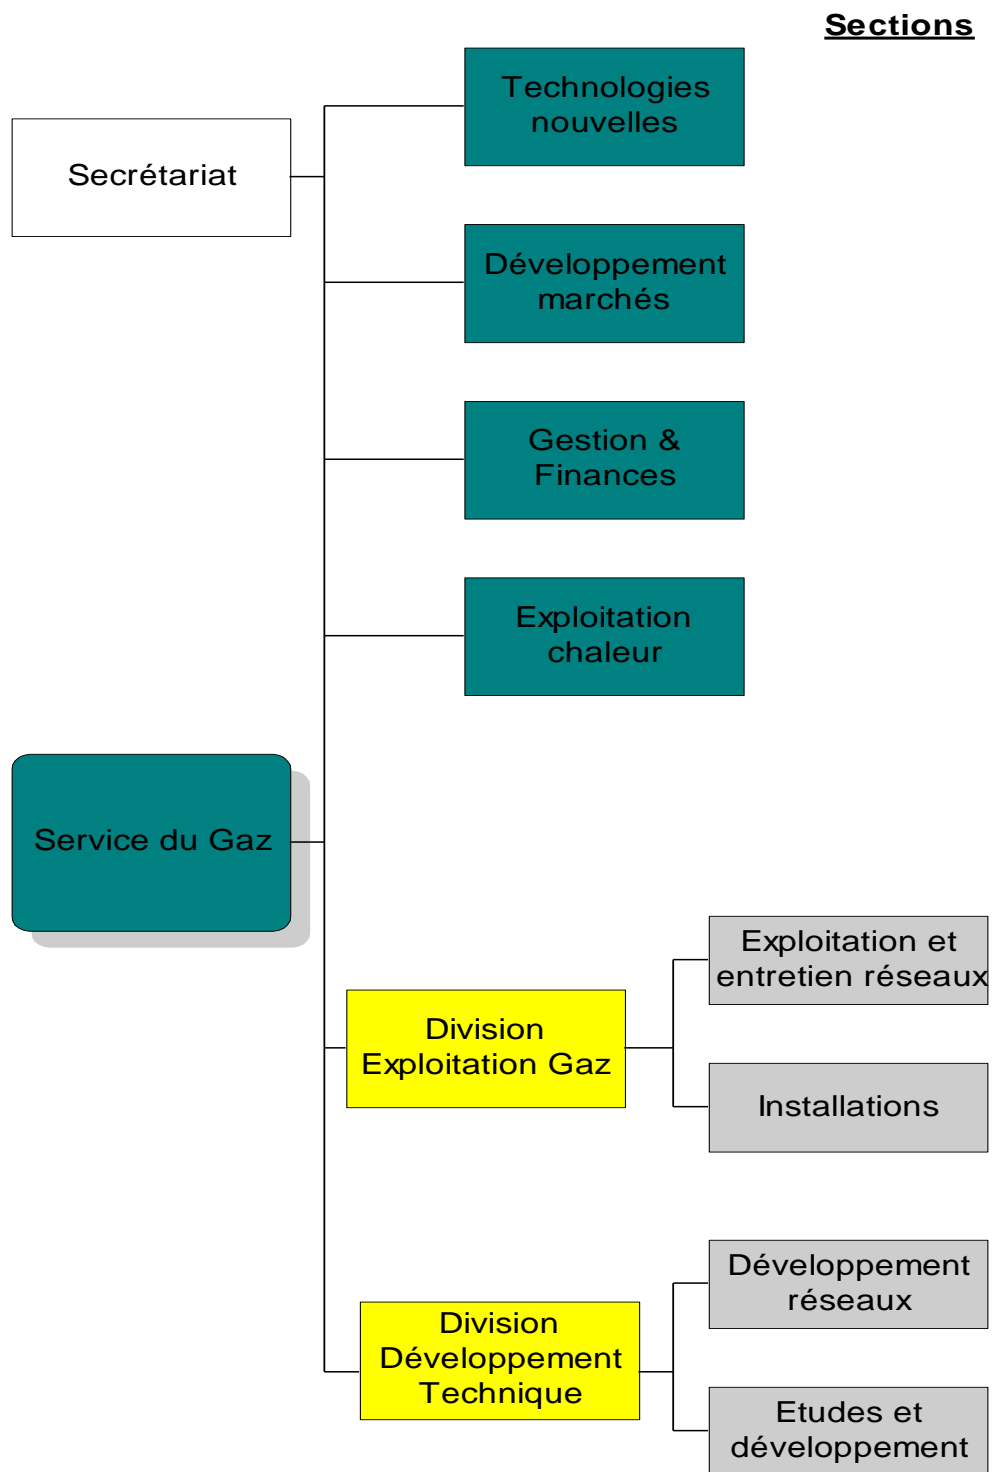 Sections
Technologies
nouvelles
Secrétariat
Développement
marchés
Gestion &
Finances
Exploitation
chaleur
Service du Gaz
Exploitation et
entretien réseaux
Division
Exploitation Gaz
Installations
Développement
réseaux
Division
Développement
Technique
Etudes et
développement